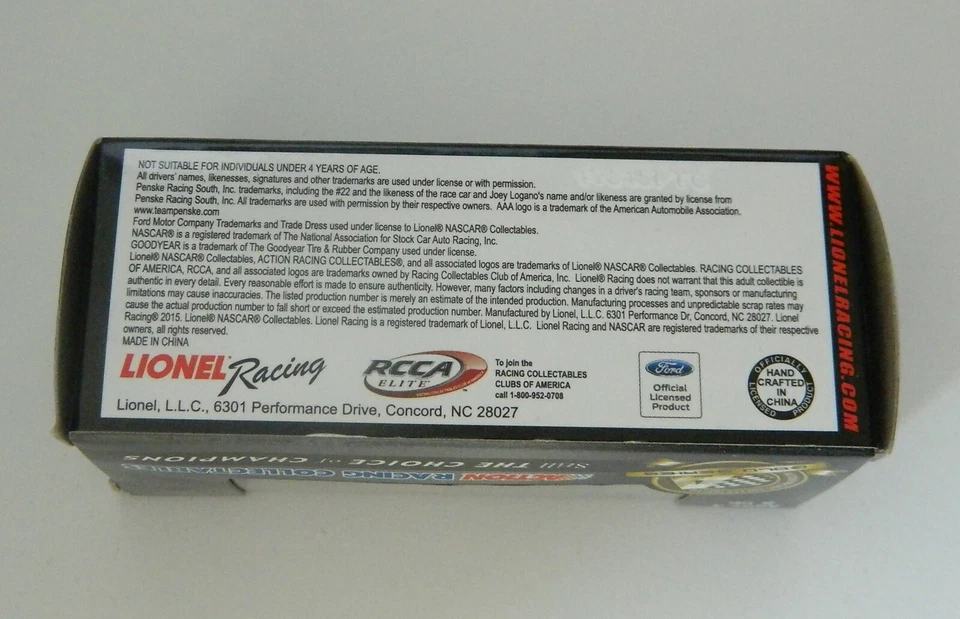 NOT SUITABLE FOR INDIVIDUALS UNDER 4 YEARS OF AGE.
All drivers' names, likenesses, signatures and other trademarks are used under license or with permission.
Penske Racing South, Inc. trademarks, including the #22 and the likeness of the race car and Joey Logano's name and/or likeness are granted by license from
Penske Racing South, Inc. All trademarks are used with permission by their respective owners. AAA logo is a trademark of the American Automobile Association.
www.teampenske.com
Ford Motor Company Trademarks and Trade Dress used under license to Lionel® NASCAR® Collectables.
NASCAR® is a registered trademark of The National Association for Stock Car Auto Racing, Inc.
GOODYEAR is a trademark of The Goodyear Tire & Rubber Company used under license.
Lionel® NASCAR® Collectables, ACTION RACING COLLECTABLES®, and all associated logos are trademarks of Lionel® NASCAR® Collectables. RACING COLLECTABLES
OF AMERICA, RCCA, and all associated logos are trademarks owned by Racing Collectables Club of America, Inc. Lionel® Racing does not warrant that this adult collectible is
authentic in every detail. Every reasonable effort is made to ensure authenticity. However, many factors including changes in a driver's racing team, sponsors or manufacturing
limitations may cause inaccuracies. The listed production number is merely an estimate of the intended production. Manufacturing processes and unpredictable scrap rates may
cause the actual production number to fall short or exceed the estimated production number. Manufactured by Lionel, L.L.C. 6301 Performance Dr, Concord, NC 28027. Lionel
Racing® 2015. Lionel® NASCAR® Collectables. Lionel Racing is a registered trademark of Lionel, L.L.C. Lionel Racing and NASCAR are registered trademarks of their respective
owners, all rights reserved.
MADE IN CHINA
LIONEL Racing
RCCA
ELITE
To join the
RACING COLLECTABLES
CLUBS OF AMERICA
call 1-800-952-0708
Ford
Official
Licensed
Product
OFFICIALLY
HAND
CRAFTED
IN
CHINA
LICENSED PRODUCT
Lionel, L.L.C., 6301 Performance Drive, Concord, NC 28027
WWW.LIONELRACING.COM
Still THE CHOICE of CHAMPIONS
ACTION RACING COLLECTABLES